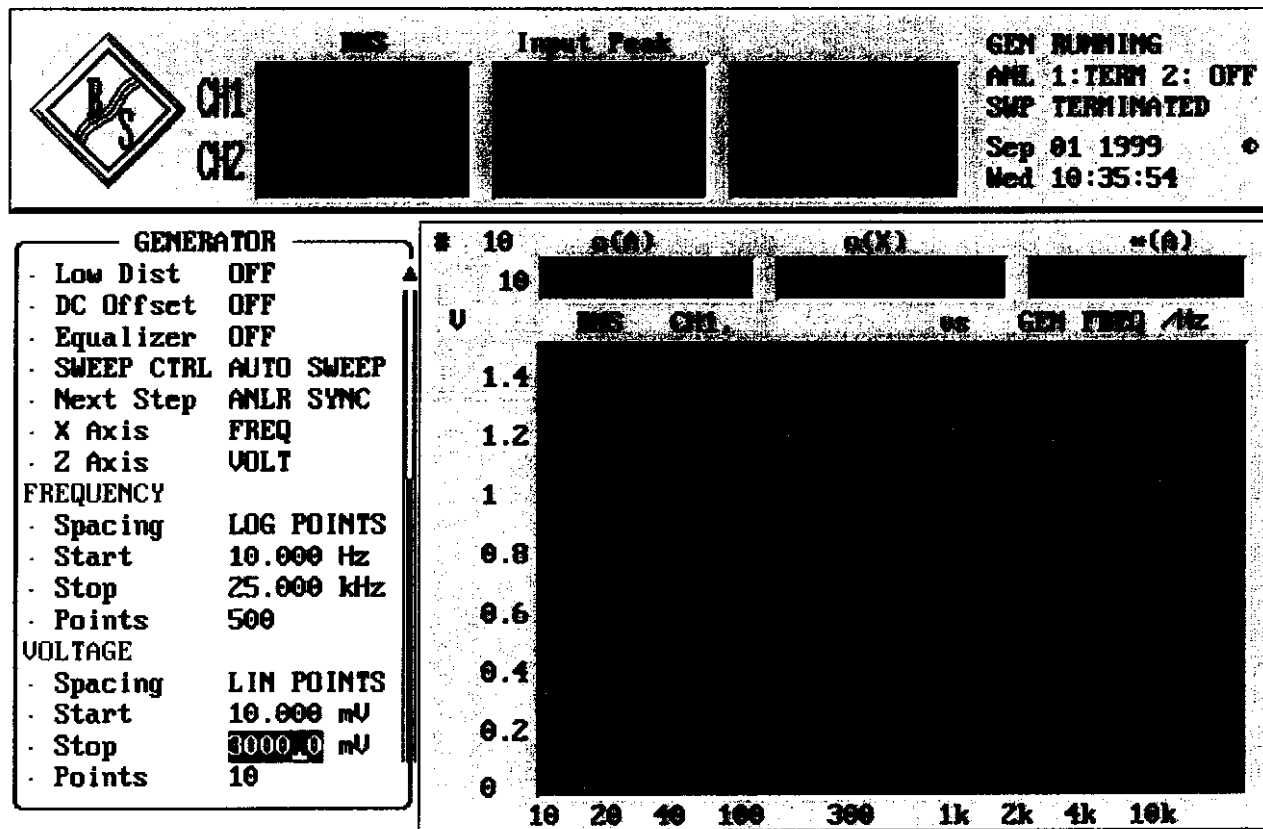 RMS Input Peak
GEN RUNNING
R S
CH1
ANL 1:TERM 2: OFF
SWP TERMINATED
CH2
Sep 01 1999
Wed 10:35:54
GENERATOR
· Low Dist OFF
· DC Offset OFF
· Equalizer OFF
· SWEEP CTRL AUTO SWEEP
· Next Step ANLR SYNC
· X Axis FREQ
· Z Axis VOLT
FREQUENCY
· Spacing LOG POINTS
· Start 10.000 Hz
· Stop 25.000 kHz
· Points 500
VOLTAGE
· Spacing LIN POINTS
· Start 10.000 mV
· Stop 3000.0 mV
· Points 10
# 10 o(A) o(X) (A)
10
V RMS CH1. vs GEN FREQ /Hz
1.4
1.2
1
0.8
0.6
0.4
0.2
0
10 20 40 100 300 1k 2k 4k 10k